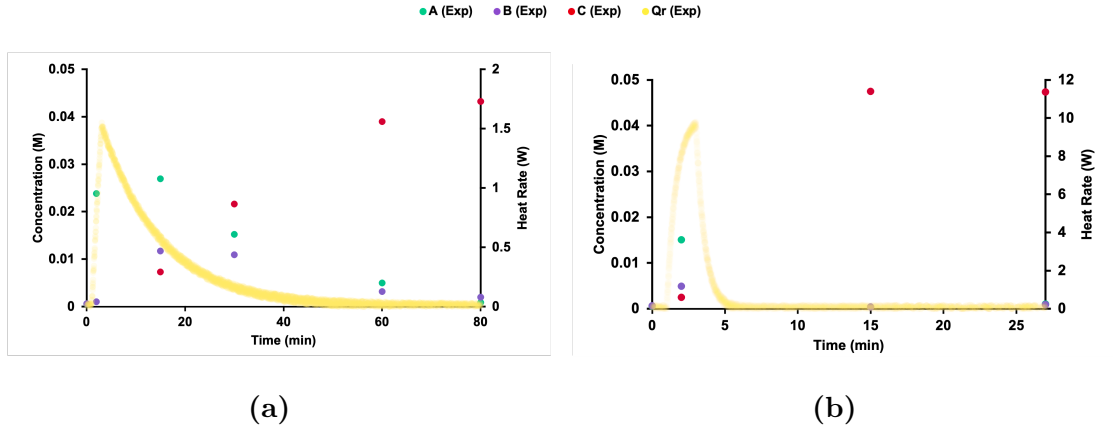 A (Exp) B (Exp) C (Exp) Qr (Exp)
0.05
0.04
0.03
0.02
0.01
0
Concentration (M)
2
1.5
1
0.5
0
Heat Rate (W)
0 20 40 60 80
Time (min)
(a)
0.05
0.04
0.03
0.02
0.01
0
Concentration (M)
12
10
8
6
4
2
0
Heat Rate (W)
0 5 10 15 20 25
Time (min)
(b)